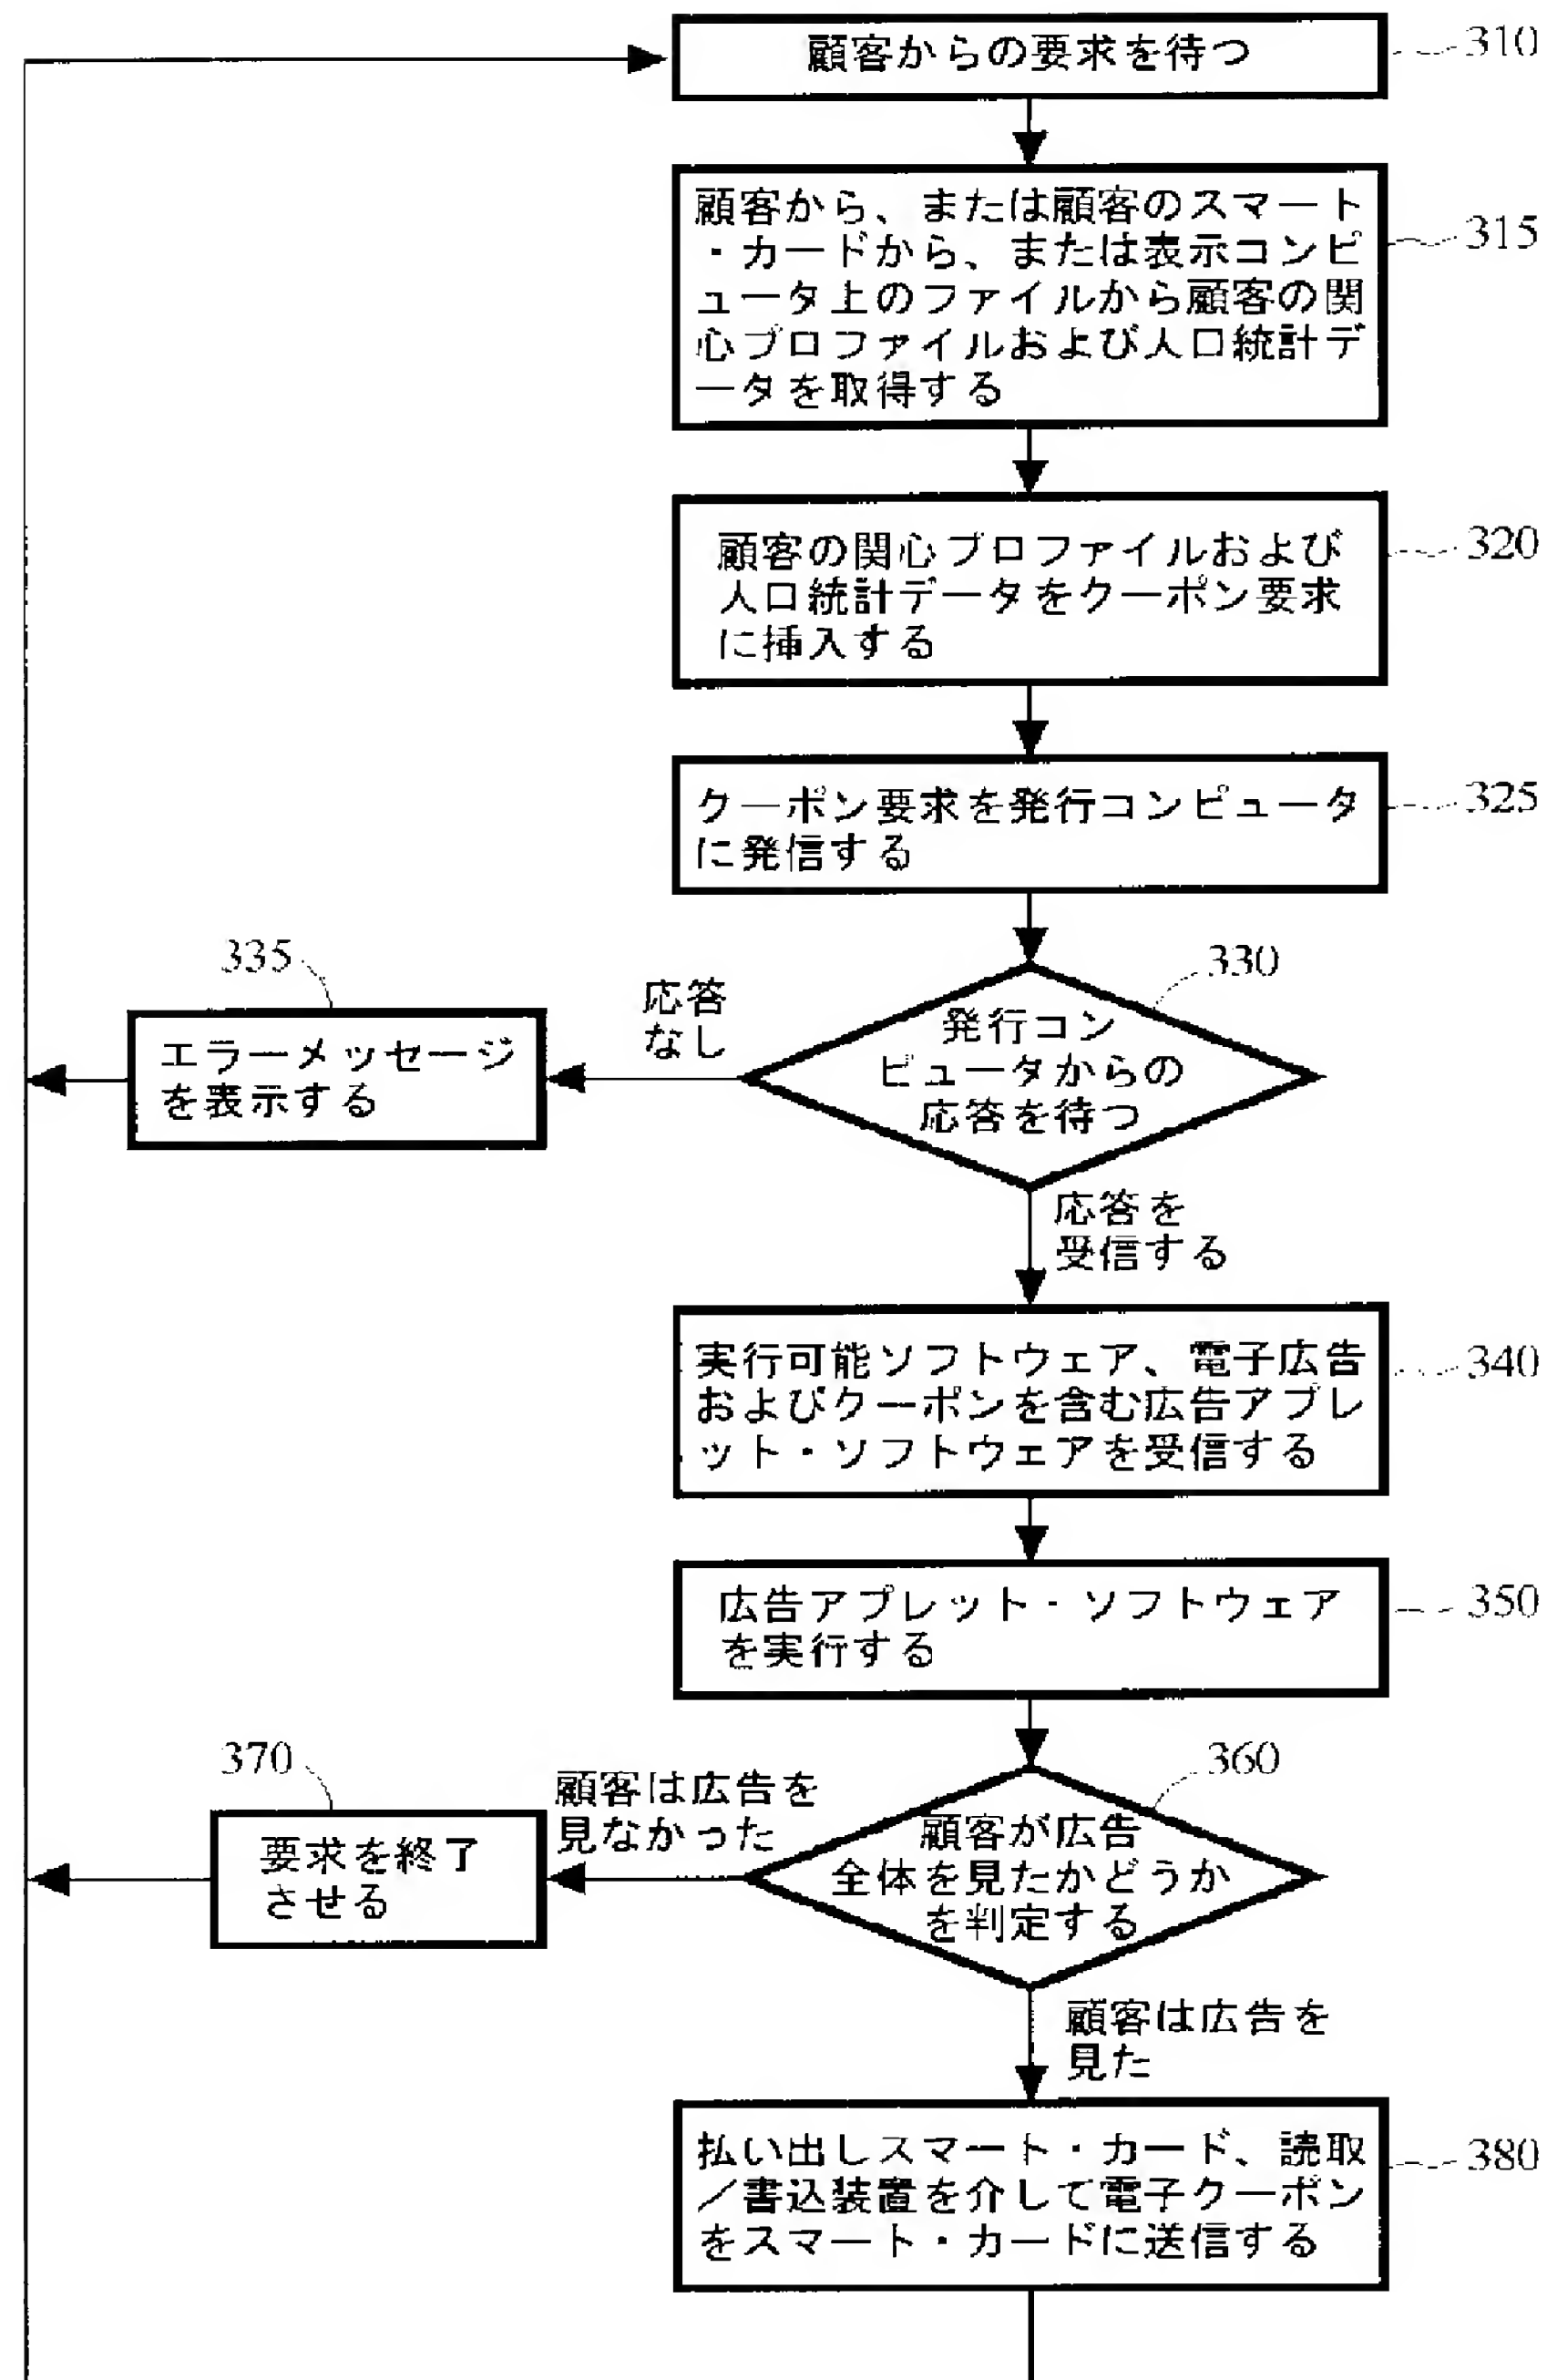 顧客からの要求を待つ
310
顧客から、または顧客のスマート
・カードから、または表示コンピ
ュータ上のファイルから顧客の関
心プロファイルおよび人口統計デ
ータを取得する
315
顧客の関心プロファイルおよび
人口統計データをクーポン要求
に挿入する
320
クーポン要求を発行コンピュータ
に発信する
325
335
エラーメッセージ
を表示する
応答
なし
330
発行コン
ピュータからの
応答を待つ
応答を
受信する
実行可能ソフトウェア、電子広告
およびクーポンを含む広告アプレ
ット・ソフトウェアを受信する
340
広告アプレット・ソフトウェア
を実行する
350
370
要求を終了
させる
顧客は広告を
見なかった
360
顧客が広告
全体を見たかどうか
を判定する
顧客は広告を
見た
払い出しスマート・カード、読取
／書込装置を介して電子クーポン
をスマート・カードに送信する
380